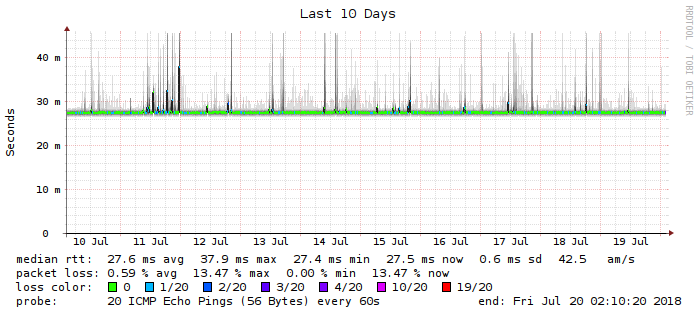 Last 10 Days
RRDTOOL / TOBI OETIKER
Seconds
40 m
30 m
20 m
10 m
0
10 Jul 11 Jul 12 Jul 13 Jul 14 Jul 15 Jul 16 Jul 17 Jul 18 Jul 19 Jul
median rtt: 27.6 ms avg 37.9 ms max 27.4 ms min 27.5 ms now 0.6 ms sd 42.5 am/s
packet loss: 0.59 % avg 13.47 % max 0.00 % min 13.47 % now
loss color: 0 1/20 2/20 3/20 4/20 10/20 19/20
probe: 20 ICMP Echo Pings (56 Bytes) every 60s end: Fri Jul 20 02:10:20 2018